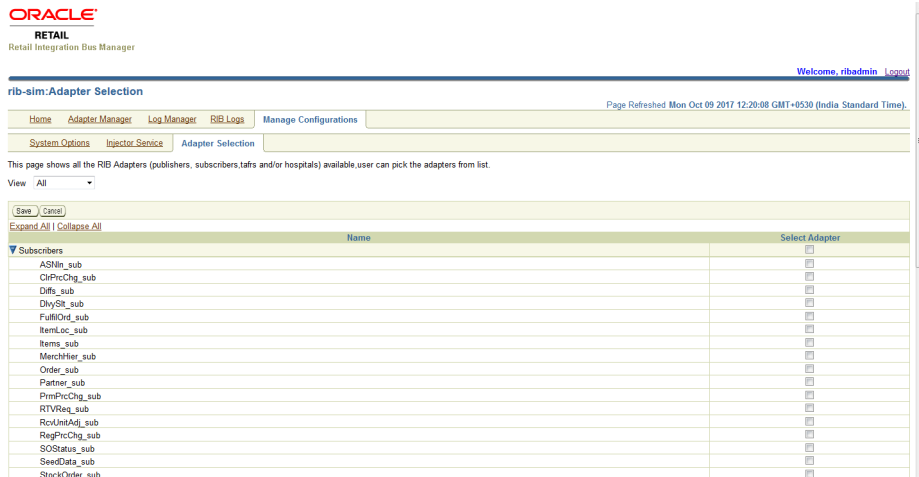 ORACLE
RETAIL
Retail Integration Bus Manager
Welcome, ribadmin Logout
rib-sim:Adapter Selection
Page Refreshed Mon Oct 09 2017 12:20:08 GMT+0530 (India Standard Time).
Home Adapter Manager Log Manager RIB Logs Manage Configurations
System Options Injector Service Adapter Selection
This page shows all the RIB Adapters (publishers, subscribers,tafrs and/or hospitals) available,user can pick the adapters from list.
View All
Save Cancel
Expand All | Collapse All
Name Select Adapter
Subscribers
ASNIn_sub
ClrPrcChg_sub
Diffs_sub
DlvySlt_sub
FulfilOrd_sub
ItemLoc_sub
Items_sub
MerchHier_sub
Order_sub
Partner_sub
PrmPrcChg_sub
RTVReq_sub
RcvUnitAdj_sub
RegPrcChg_sub
SOStatus_sub
SeedData_sub
StockOrder_sub